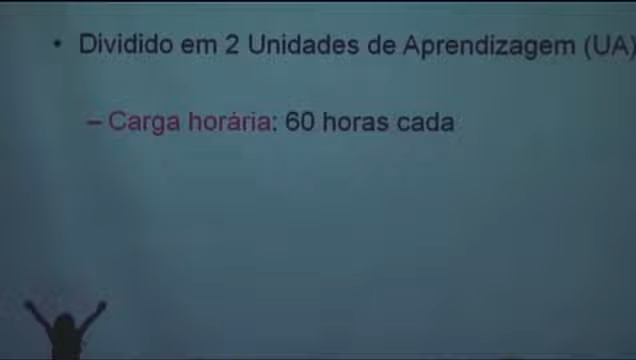 • Dividido em 2 Unidades de Aprendizagem (UA)
– Carga horária: 60 horas cada